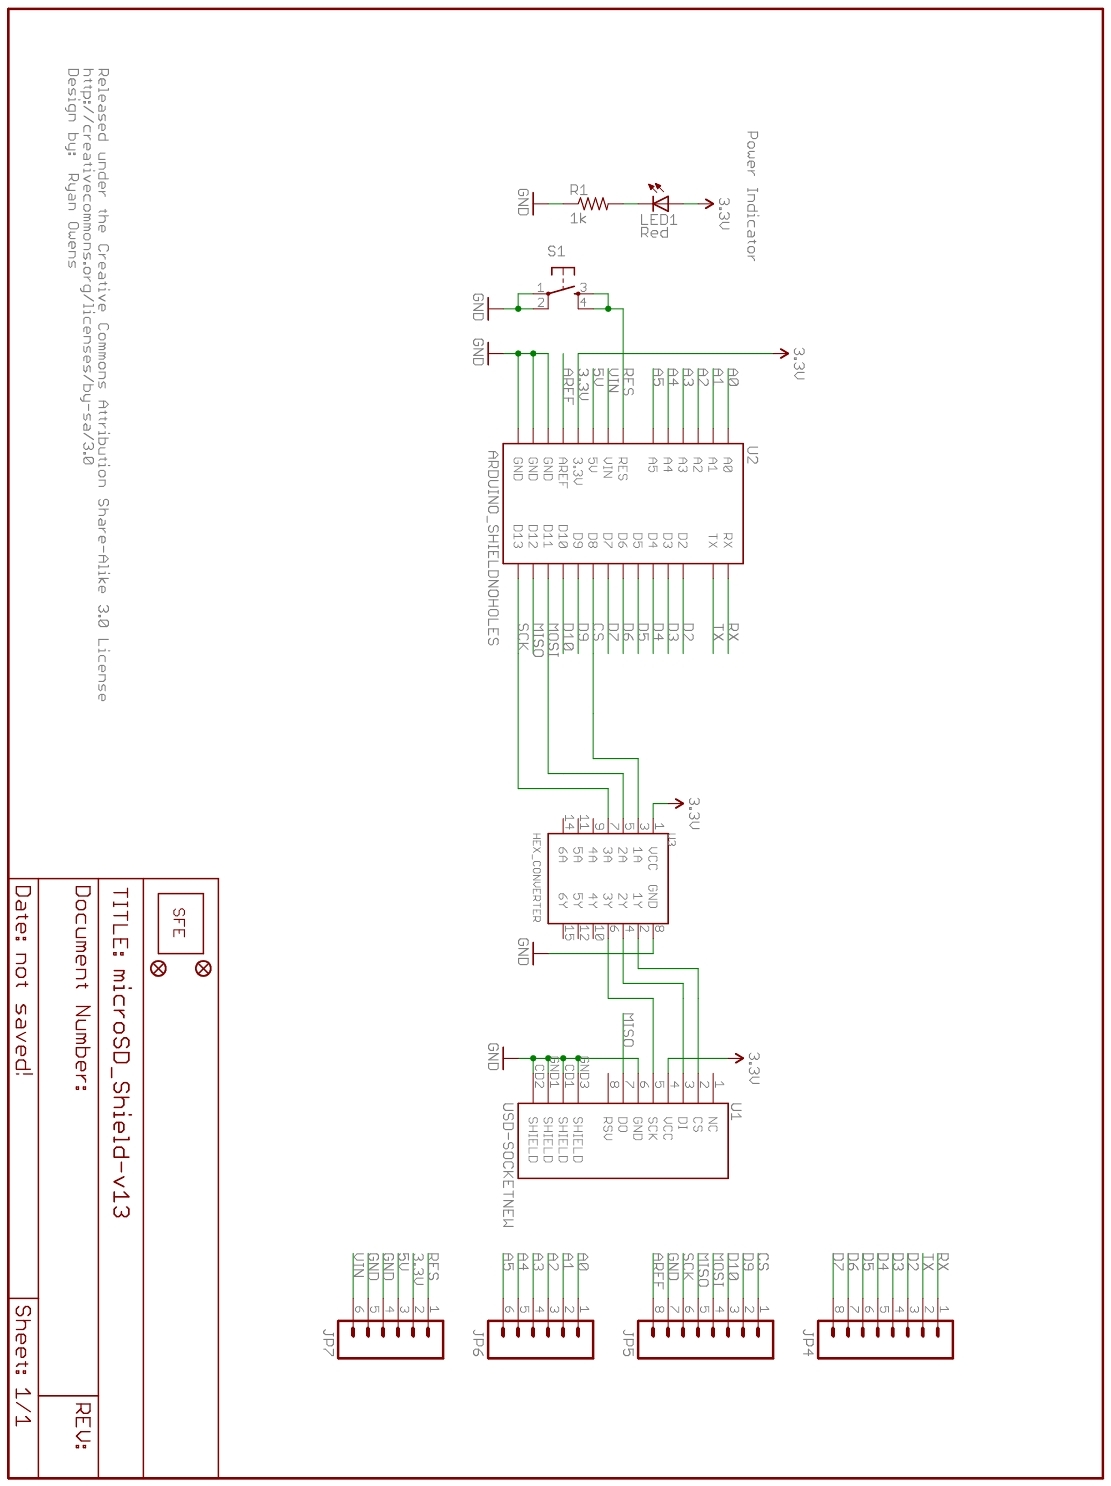 Power Indicator
3.3V
LED1
Red
R1
1k
GND
S1
1
2
3
4
GND
GND
3.3V
A0
A1
A2
A3
A4
A5
RES
VIN
5V
3.3V
AREF
U2
A0
A1
A2
A3
A4
A5
RES
VIN
5V
3.3V
AREF
GND
GND
GND
RX
TX
D2
D3
D4
D5
D6
D7
D8
D9
D10
D11
D12
D13
ARDUINO_SHIELDNOHOLES
RX
TX
D2
D3
D4
D5
D6
D7
CS
D9
D10
MOSI
MISO
SCK
3.3V
U3
1
3
5
7
9
11
14
VCC
1A
2A
3A
4A
5A
6A
GND
1Y
2Y
3Y
4Y
5Y
6Y
8
2
4
6
10
12
15
HEX_CONVERTER
GND
MISO
3.3V
GND
GND3
CD1
GND1
CD2
U1
1
2
3
4
5
6
7
8
NC
CS
DI
VCC
SCK
GND
DO
RSV
SHIELD
SHIELD
SHIELD
SHIELD
USD-SOCKETNEW
RX
TX
D2
D3
D4
D5
D6
D7
1
2
3
4
5
6
7
8
JP4
CS
D9
D10
MOSI
MISO
SCK
GND
AREF
1
2
3
4
5
6
7
8
JP5
A0
A1
A2
A3
A4
A5
1
2
3
4
5
6
JP6
RES
3.3V
5V
GND
GND
VIN
1
2
3
4
5
6
JP7
Released under the Creative Commons Attribution Share-Alike 3.0 License
http://creativecommons.org/licenses/by-sa/3.0
Design by: Ryan Owens
SFE
TITLE: microSD_Shield-v13
Document Number:
REV:
Date: not saved!
Sheet: 1/1